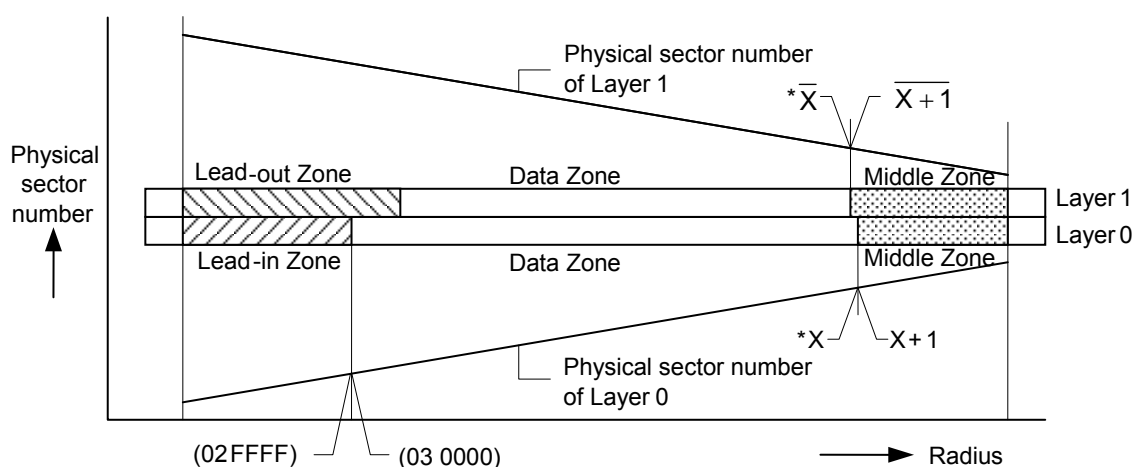 Physical sector number
of Layer 1
*X̅
X̅ ̅+̅ ̅1̅
Physical
sector
number
Lead-out Zone
Data Zone
Middle Zone
Layer 1
Layer 0
Lead-in Zone
Data Zone
Middle Zone
*X
X+1
Physical sector number
of Layer 0
(02FFFF)
(03 0000)
Radius